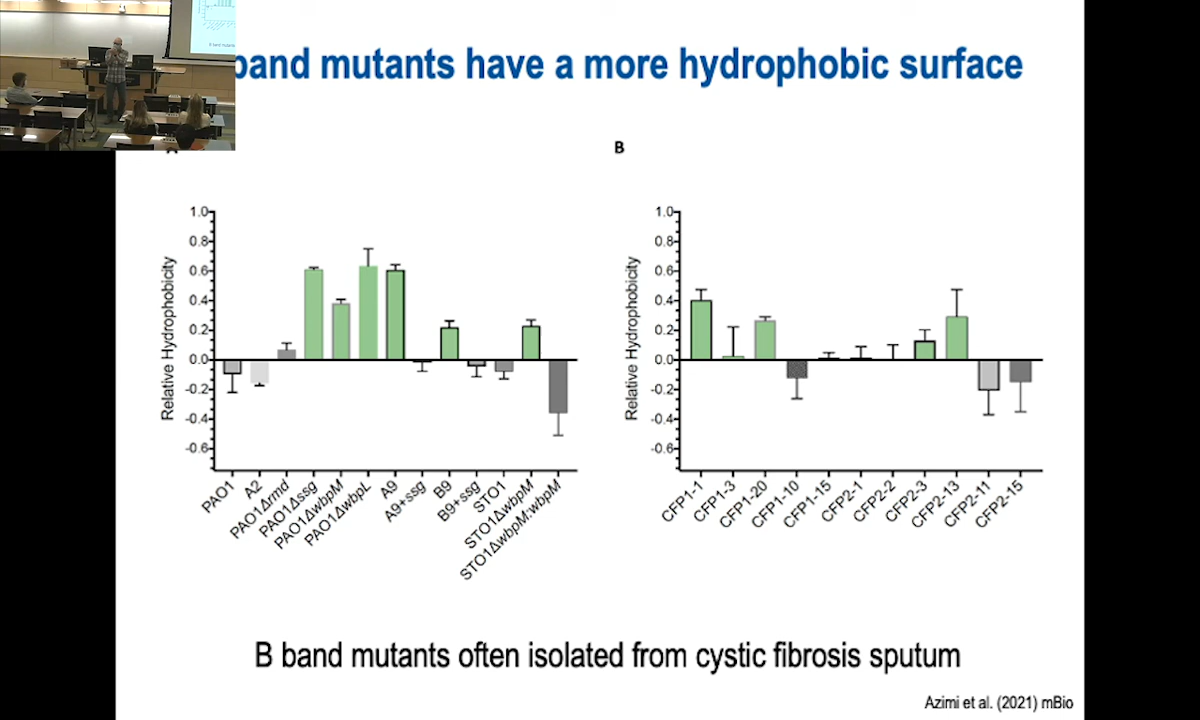 band mutants have a more hydrophobic surface
B
Relative Hydrophobicity
1.0
0.8
0.6
0.4
0.2
0.0
-0.2
-0.4
-0.6
PAO1
A2
PAO1Δrmd
PAO1Δssg
PAO1ΔwbpM
PAO1ΔwbpL
A9
A9+ssg
B9
B9+ssg
STO1
STO1ΔwbpM
STO1ΔwbpM:wbpM
Relative Hydrophobicity
1.0
0.8
0.6
0.4
0.2
0.0
-0.2
-0.4
-0.6
CFP1-1
CFP1-3
CFP1-20
CFP1-10
CFP1-15
CFP2-1
CFP2-2
CFP2-3
CFP2-13
CFP2-11
CFP2-15
B band mutants often isolated from cystic fibrosis sputum
Azimi et al. (2021) mBio